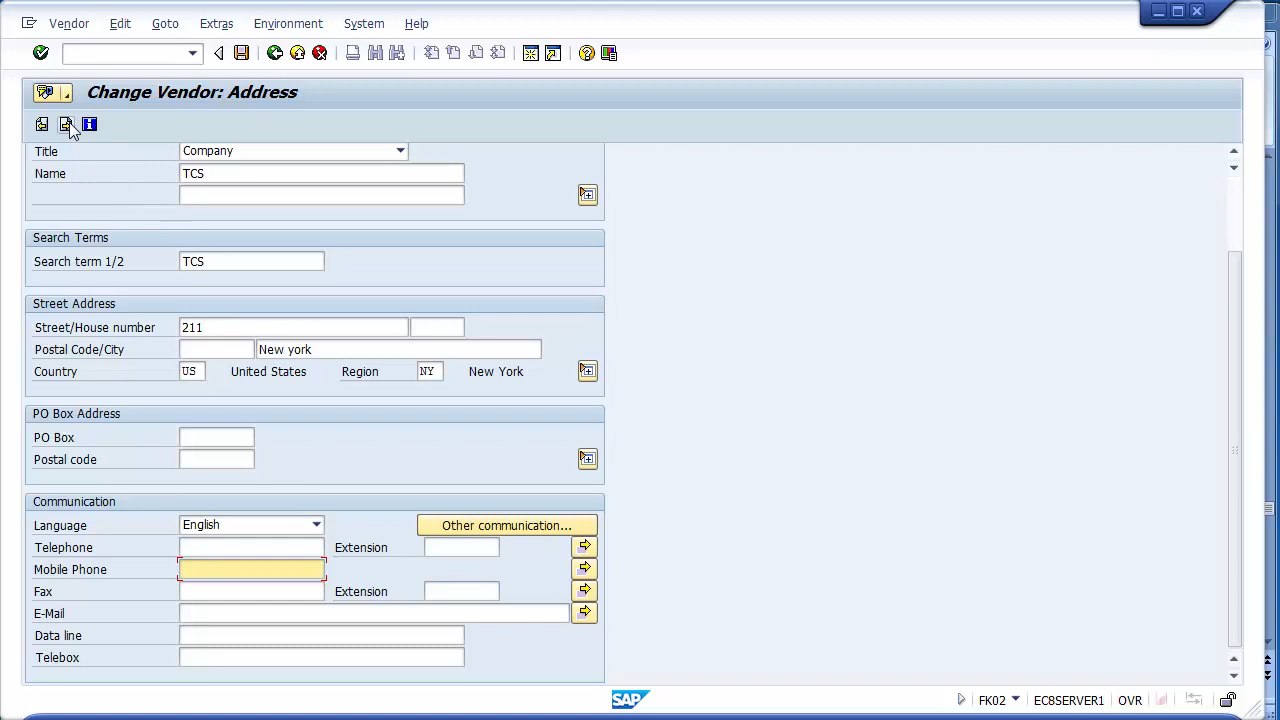 Vendor Edit Goto Extras Environment System Help
Change Vendor: Address
Title Company
Name TCS
Search Terms
Search term 1/2 TCS
Street Address
Street/House number 211
Postal Code/City New york
Country US United States Region NY New York
PO Box Address
PO Box
Postal code
Communication
Language English Other communication...
Telephone Extension
Mobile Phone
Fax Extension
E-Mail
Data line
Telebox
SAP FK02 EC8SERVER1 OVR